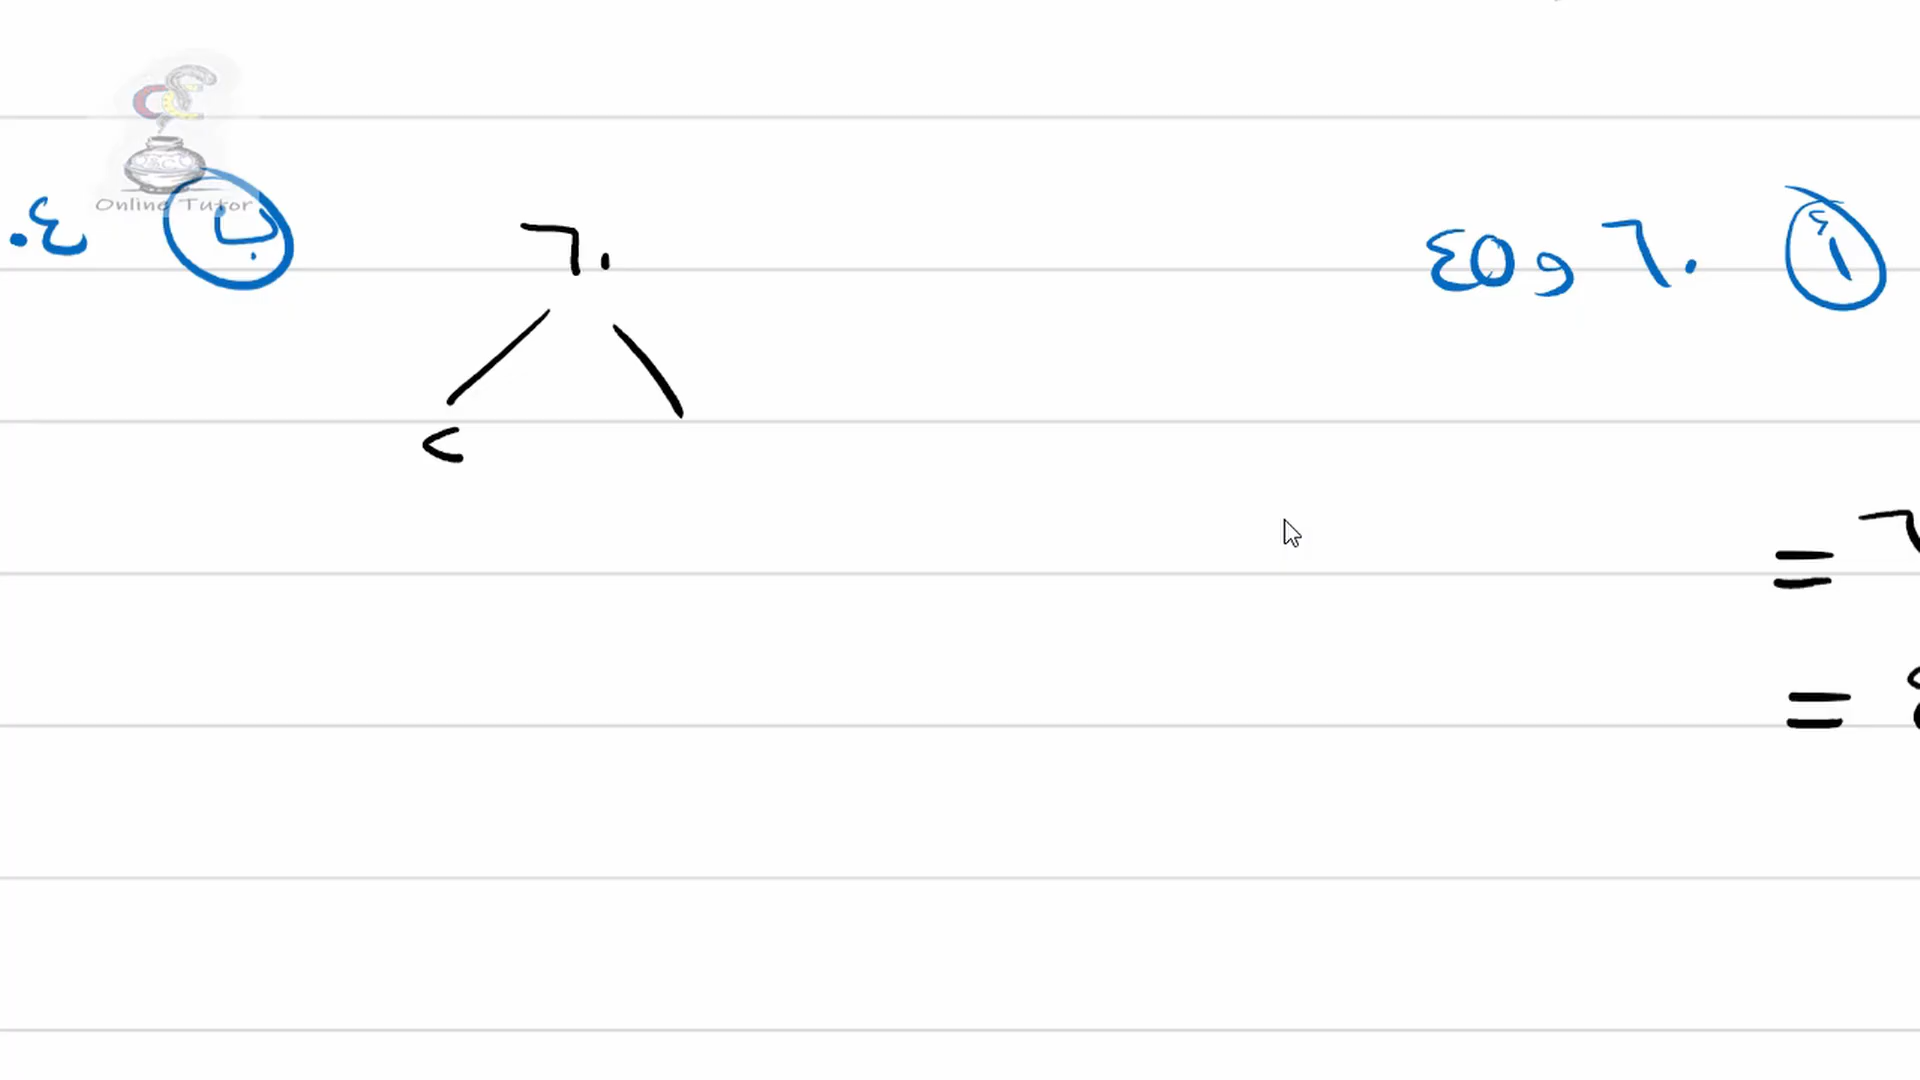 أ ٦٠ و ٤٥
٦٠
ب ٤٠
Online Tutor
٢
=
=